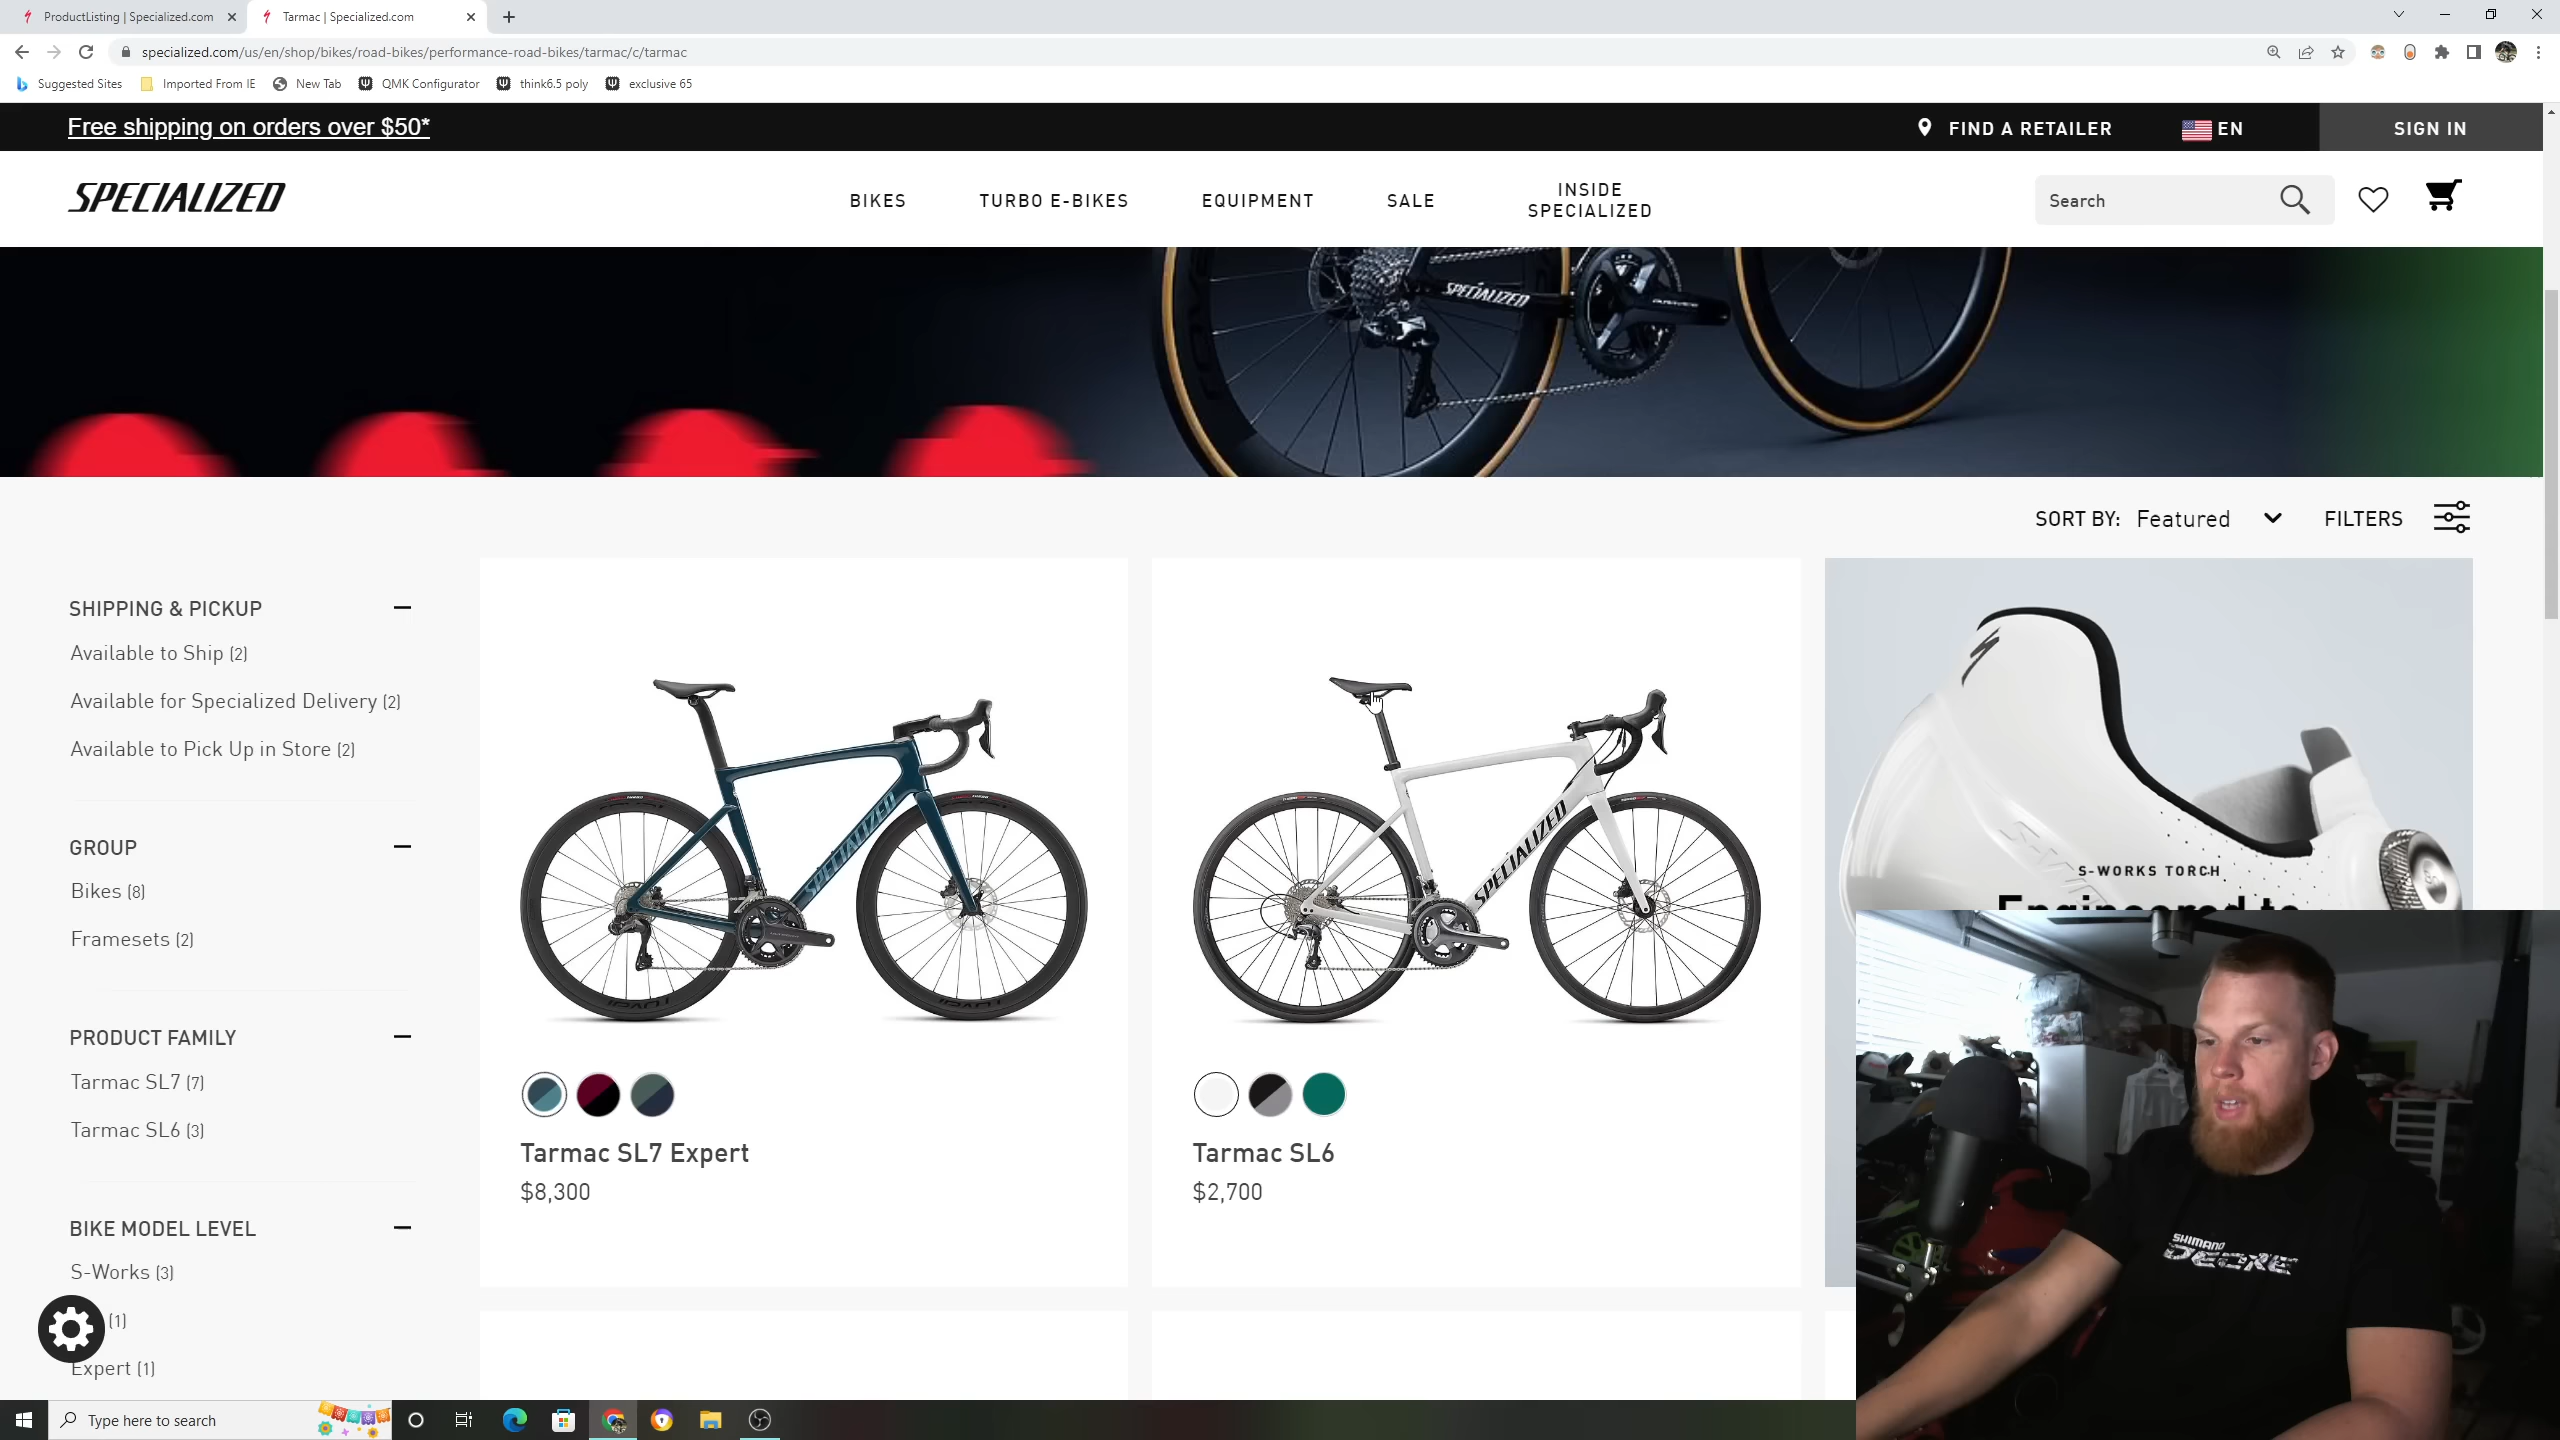 ProductListing | Specialized.com
Tarmac | Specialized.com
specialized.com/us/en/shop/bikes/road-bikes/performance-road-bikes/tarmac/c/tarmac
Suggested Sites
Imported From IE
New Tab
QMK Configurator
think6.5 poly
exclusive 65
Free shipping on orders over $50*
FIND A RETAILER
EN
SIGN IN
SPECIALIZED
BIKES
TURBO E-BIKES
EQUIPMENT
SALE
INSIDE
SPECIALIZED
Search
SPECIALIZED
SORT BY: Featured
FILTERS
SHIPPING & PICKUP
Available to Ship (2)
Available for Specialized Delivery (2)
Available to Pick Up in Store (2)
GROUP
Bikes (8)
Framesets (2)
PRODUCT FAMILY
Tarmac SL7 (7)
Tarmac SL6 (3)
BIKE MODEL LEVEL
S-Works (3)
(1)
Expert (1)
SPECIALIZED
Tarmac SL7 Expert
$8,300
SPECIALIZED
Tarmac SL6
$2,700
S-WORKS TORCH
Engineered to
SHIMANO
DEORE
Type here to search